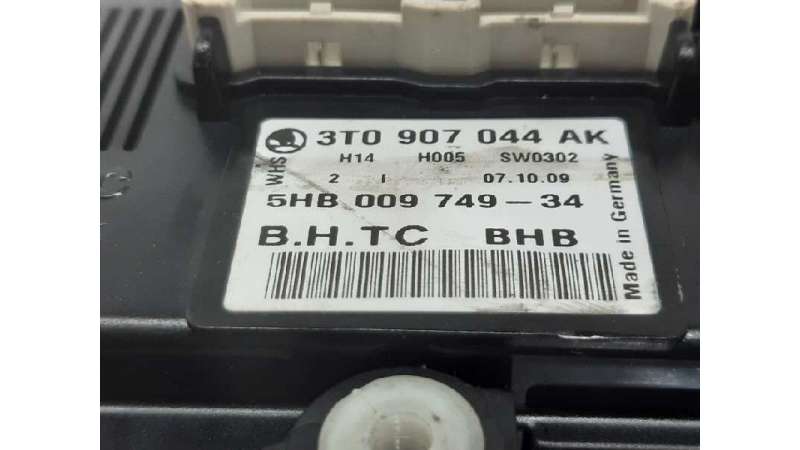 3T0 907 044 AK
WHS
H14 H005 SW0302
2 I 07.10.09
5HB 009 749-34
B.H.TC BHB
Made in Germany